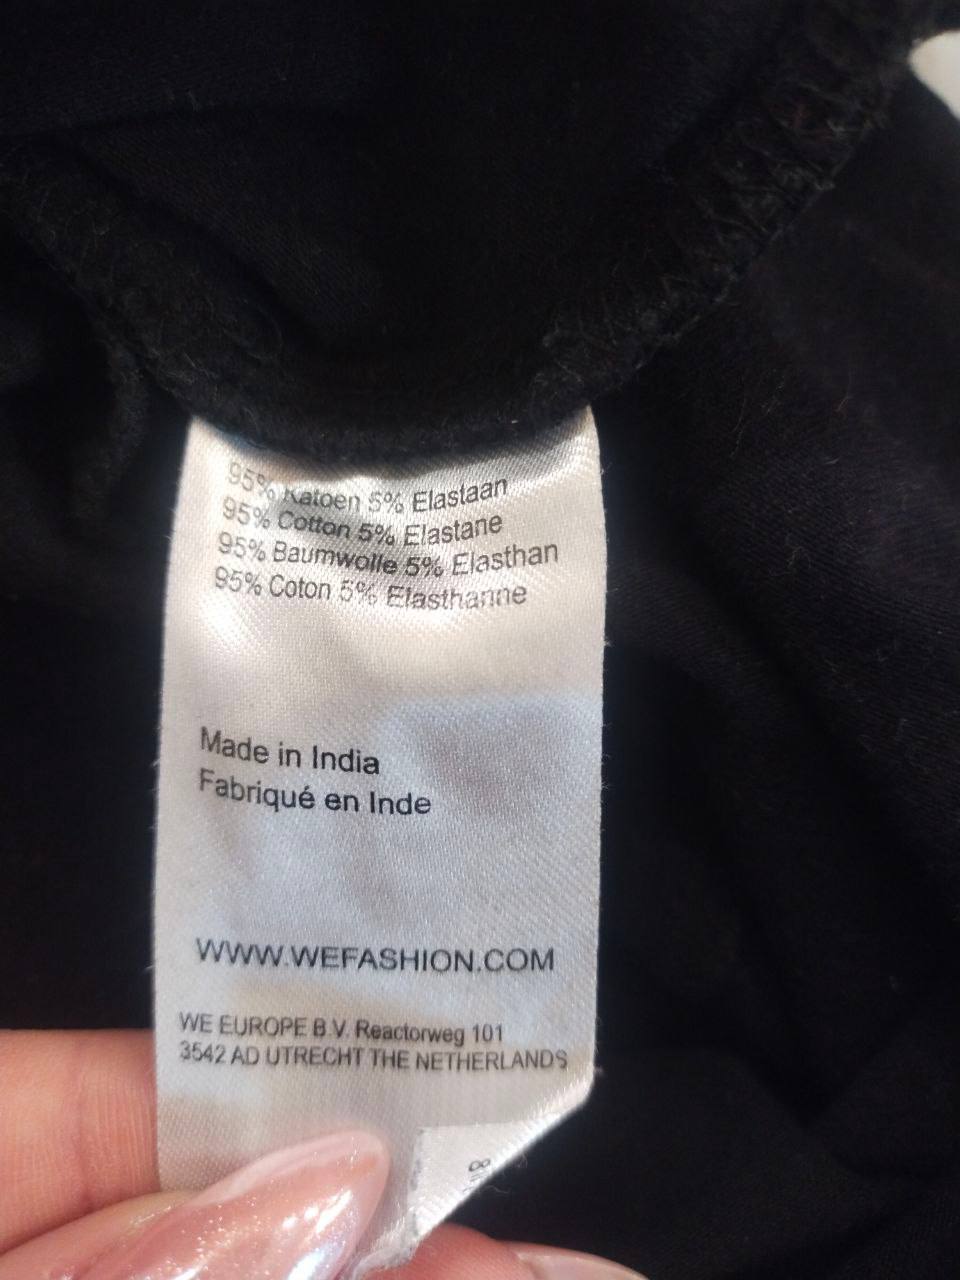 95% Katoen 5% Elastaan
95% Cotton 5% Elastane
95% Baumwolle 5% Elasthan
95% Coton 5% Elasthanne
Made in India
Fabriqué en Inde
WWW.WEFASHION.COM
WE EUROPE B.V. Reactorweg 101
3542 AD UTRECHT THE NETHERLANDS